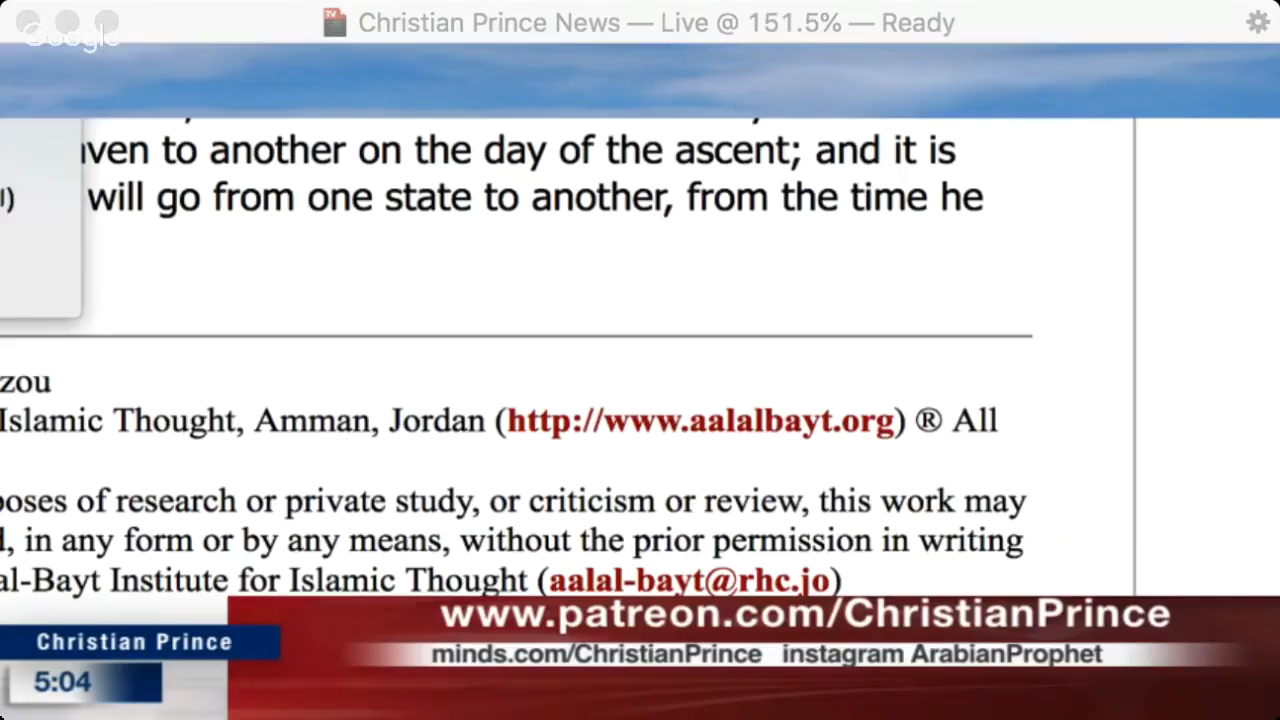 Christian Prince News — Live @ 151.5% — Ready
Google
ven to another on the day of the ascent; and it is
l)
will go from one state to another, from the time he
zou
Islamic Thought, Amman, Jordan (http://www.aalalbayt.org) ® All
poses of research or private study, or criticism or review, this work may
d, in any form or by any means, without the prior permission in writing
al-Bayt Institute for Islamic Thought (aalal-bayt@rhc.jo)
www.patreon.com/ChristianPrince
Christian Prince
minds.com/ChristianPrince instagram ArabianProphet
5:04